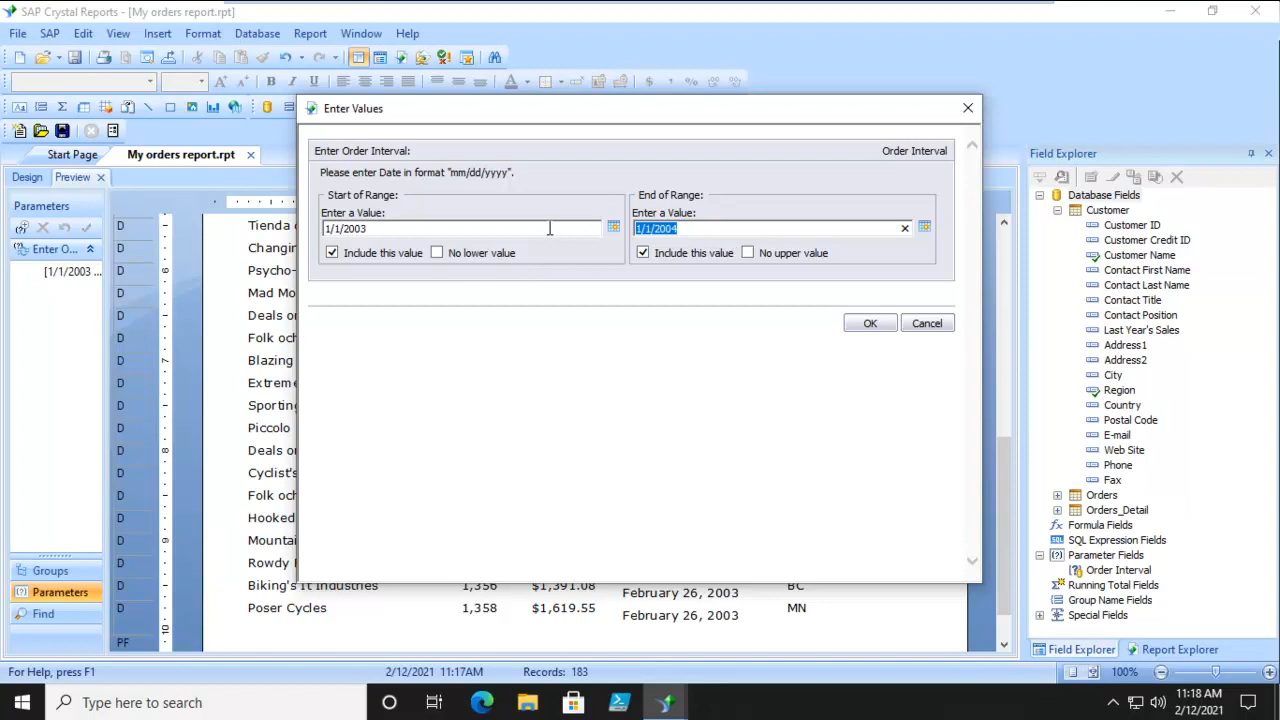 SAP Crystal Reports - [My orders report.rpt]
File SAP Edit View Insert Format Database Report Window Help
Start Page My orders report.rpt
Design Preview
Parameters
Enter O...
[1/1/2003 ...
Groups
Parameters
Find
D Tienda
D Changin
D Psycho-
D Mad Mo
D Deals o
D Folk och
D Blazing
D Extreme
D Sporting
D Piccolo
D Deals o
D Cyclist's
D Folk och
D Hooked
D Mountai
D Rowdy
D Biking's It Industries 1,356 $1,391.08 February 26, 2003 BC
D Poser Cycles 1,358 $1,619.55 February 26, 2003 MN
PF
6
7
8
9
10
Enter Values
Enter Order Interval: Order Interval
Please enter Date in format "mm/dd/yyyy".
Start of Range: End of Range:
Enter a Value: Enter a Value:
1/1/2003 1/1/2004
Include this value No lower value Include this value No upper value
OK Cancel
Field Explorer
Database Fields
Customer
Customer ID
Customer Credit ID
Customer Name
Contact First Name
Contact Last Name
Contact Title
Contact Position
Last Year's Sales
Address1
Address2
City
Region
Country
Postal Code
E-mail
Web Site
Phone
Fax
Orders
Orders_Detail
Formula Fields
SQL Expression Fields
Parameter Fields
Order Interval
Running Total Fields
Group Name Fields
Special Fields
Field Explorer Report Explorer
For Help, press F1 2/12/2021 11:17AM Records: 183 100%
Type here to search
11:18 AM
2/12/2021